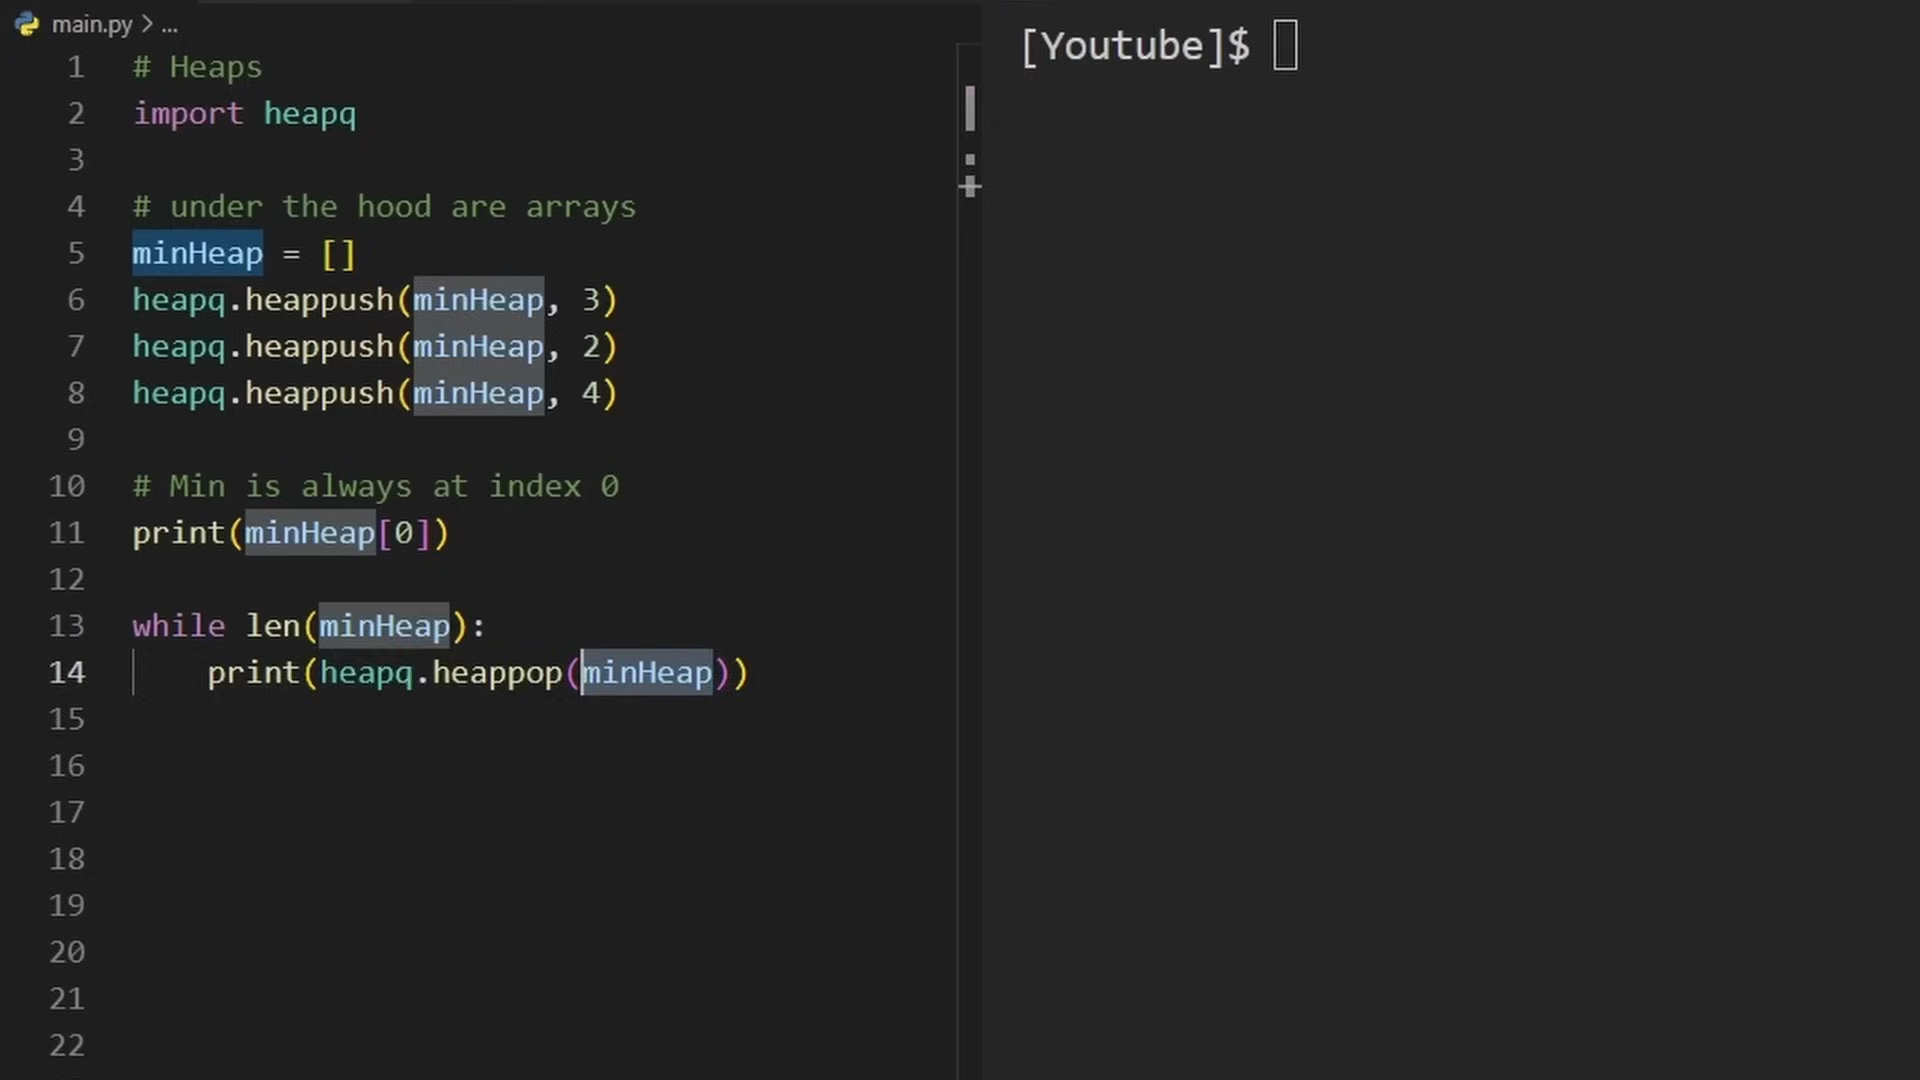 main.py > ...
1 # Heaps
2 import heapq
3
4 # under the hood are arrays
5 minHeap = []
6 heapq.heappush(minHeap, 3)
7 heapq.heappush(minHeap, 2)
8 heapq.heappush(minHeap, 4)
9
10 # Min is always at index 0
11 print(minHeap[0])
12
13 while len(minHeap):
14     print(heapq.heappop(minHeap))
15
16
17
18
19
20
21
22
[Youtube]$